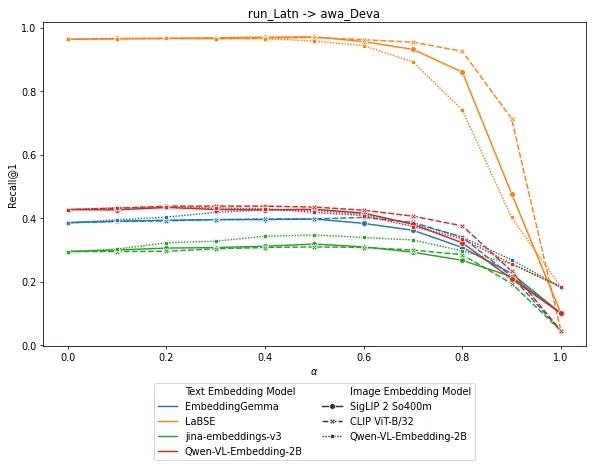 run_Latn -> awa_Deva
Recall@1
1.0
0.8
0.6
0.4
0.2
0.0
0.0 0.2 0.4 0.6 0.8 1.0
α
Text Embedding Model Image Embedding Model
EmbeddingGemma SigLIP 2 So400m
LaBSE CLIP ViT-B/32
jina-embeddings-v3 Qwen-VL-Embedding-2B
Qwen-VL-Embedding-2B